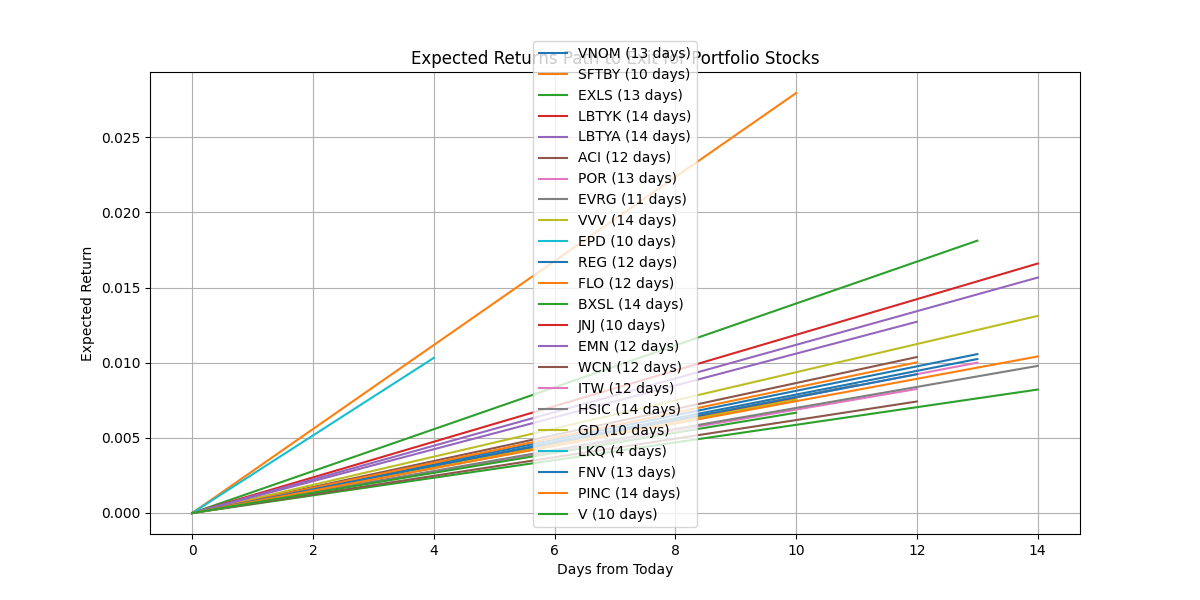 Expected Returns Path to Exit for Portfolio Stocks
VNOM (13 days)
SFTBY (10 days)
EXLS (13 days)
LBTYK (14 days)
LBTYA (14 days)
ACI (12 days)
POR (13 days)
EVRG (11 days)
VVV (14 days)
EPD (10 days)
REG (12 days)
FLO (12 days)
BXSL (14 days)
JNJ (10 days)
EMN (12 days)
WCN (12 days)
ITW (12 days)
HSIC (14 days)
GD (10 days)
LKQ (4 days)
FNV (13 days)
PINC (14 days)
V (10 days)
Expected Return
0.025
0.020
0.015
0.010
0.005
0.000
0 2 4 6 8 10 12 14
Days from Today